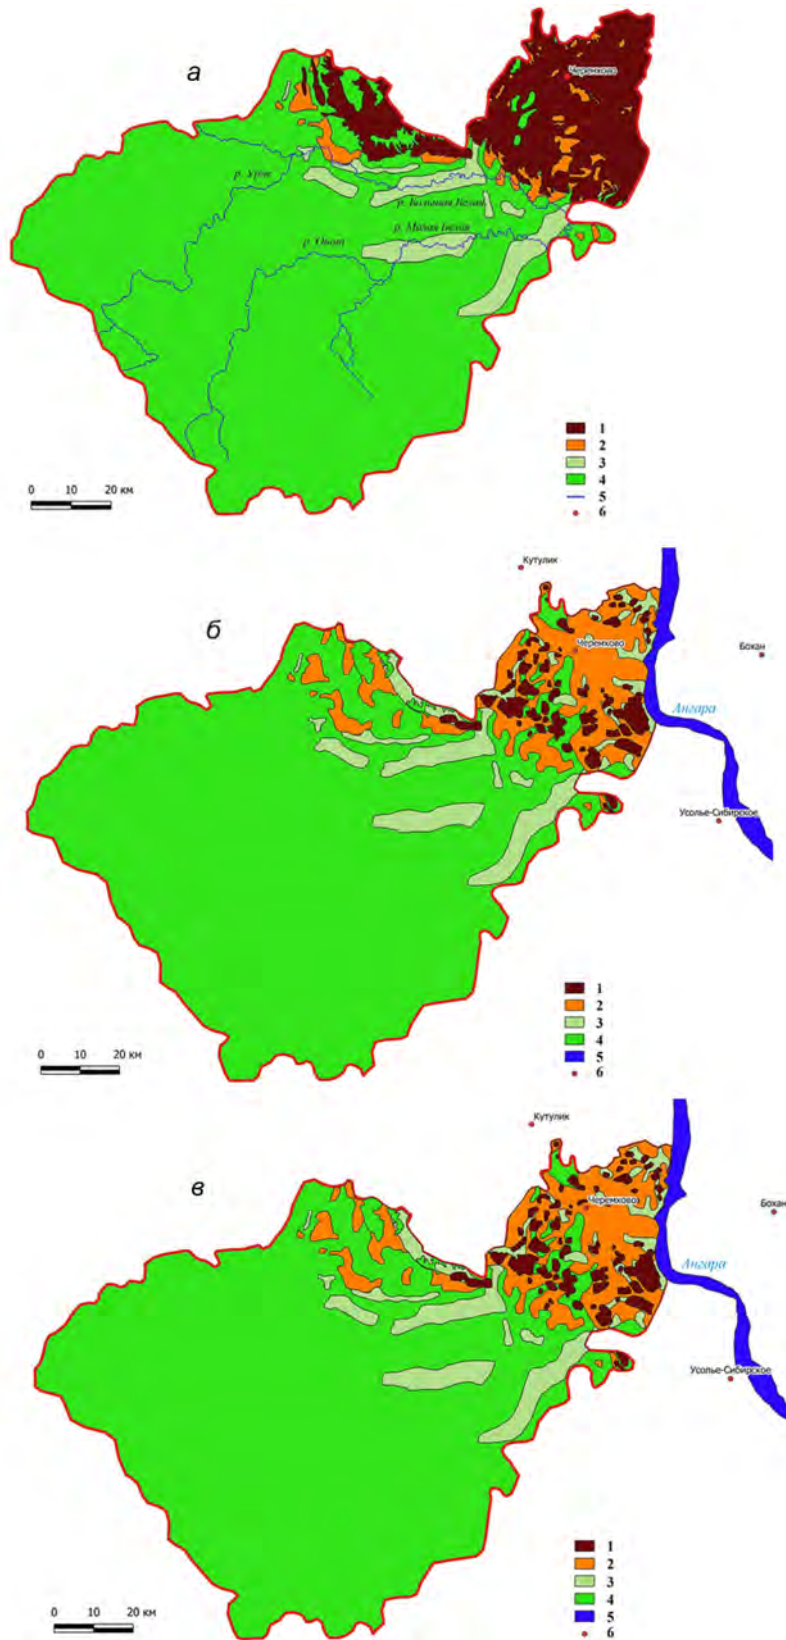 а
Черемхово
р. Урик
р. Большая Белая
р. Малая Белая
р. Онот
1
2
3
4
5
6
0 10 20 км
Кутулик
б
Черемхово
Бохан
Ангара
Усолье-Сибирское
1
2
3
4
5
6
0 10 20 км
Кутулик
в
Черемхово
Бохан
Ангара
Усолье-Сибирское
1
2
3
4
5
6
0 10 20 км